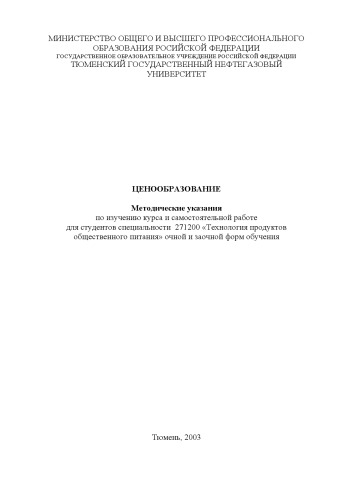 МИНИСТЕРСТВО ОБЩЕГО И ВЫСШЕГО ПРОФЕССИОНАЛЬНОГО
ОБРАЗОВАНИЯ РОСИЙСКОЙ ФЕДЕРАЦИИ
ГОСУДАРСТВЕННОЕ ОБРАЗОВАТЕЛЬНОЕ УЧРЕЖДЕНИЕ РОССИЙСКОЙ ФЕДЕРАЦИИ
ТЮМЕНСКИЙ ГОСУДАРСТВЕННЫЙ НЕФТЕГАЗОВЫЙ
УНИВЕРСИТЕТ
ЦЕНООБРАЗОВАНИЕ
Методические указания
по изучению курса и самостоятельной работе
для студентов специальности 271200 «Технология продуктов
общественного питания» очной и заочной форм обучения
Тюмень, 2003